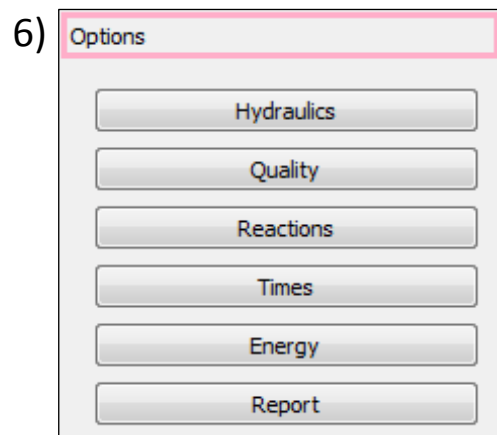 6)
Options
Hydraulics
Quality
Reactions
Times
Energy
Report